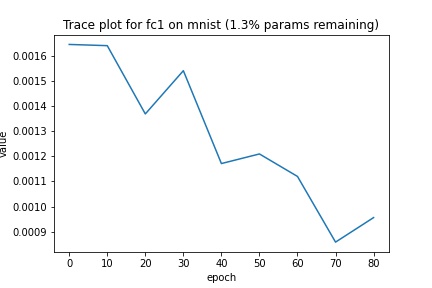 Trace plot for fc1 on mnist (1.3% params remaining)
0.0016
0.0015
0.0014
0.0013
0.0012
0.0011
0.0010
0.0009
Value
0 10 20 30 40 50 60 70 80
epoch